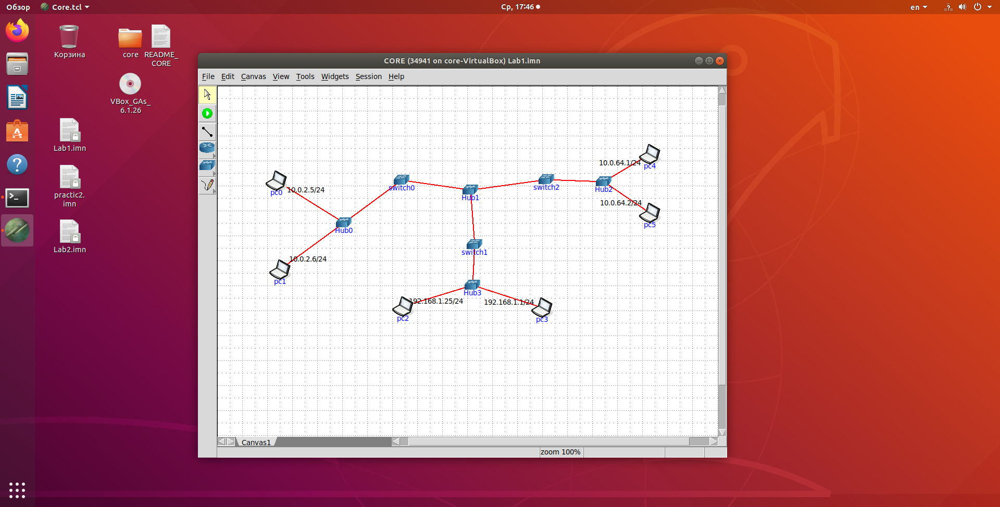 Обзор
Core.tcl
Ср, 17:46
en
Корзина
core
README_
CORE
VBox_GAs_
6.1.26
Lab1.imn
practic2.
imn
Lab2.imn
CORE (34941 on core-VirtualBox) Lab1.imn
File Edit Canvas View Tools Widgets Session Help
10.0.64.1/24
pc4
switch0
switch2
Hub2
10.0.2.5/24
pc0
Hub1
10.0.64.2/24
pc5
Hub0
switch1
10.0.2.6/24
pc1
Hub3
192.168.1.25/24
192.168.1.1/24
pc2
pc3
Canvas1
zoom 100%